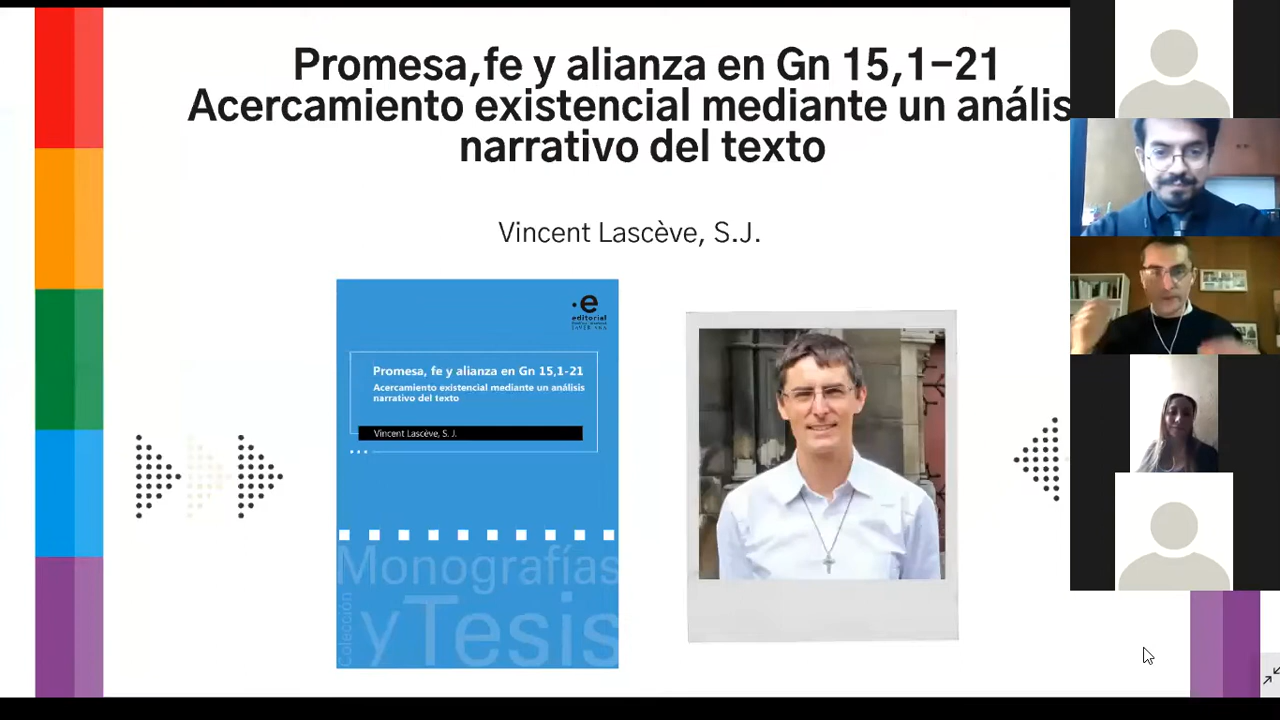 Promesa,fe y alianza en Gn 15,1-21
Acercamiento existencial mediante un anális
narrativo del texto
Vincent Lascève, S.J.
e
editorial
Promesa, fe y alianza en Gn 15,1-21
Acercamiento existencial mediante un análisis
narrativo del texto
Vincent Lascève, S. J.
Colección
Monografías
y Tesis